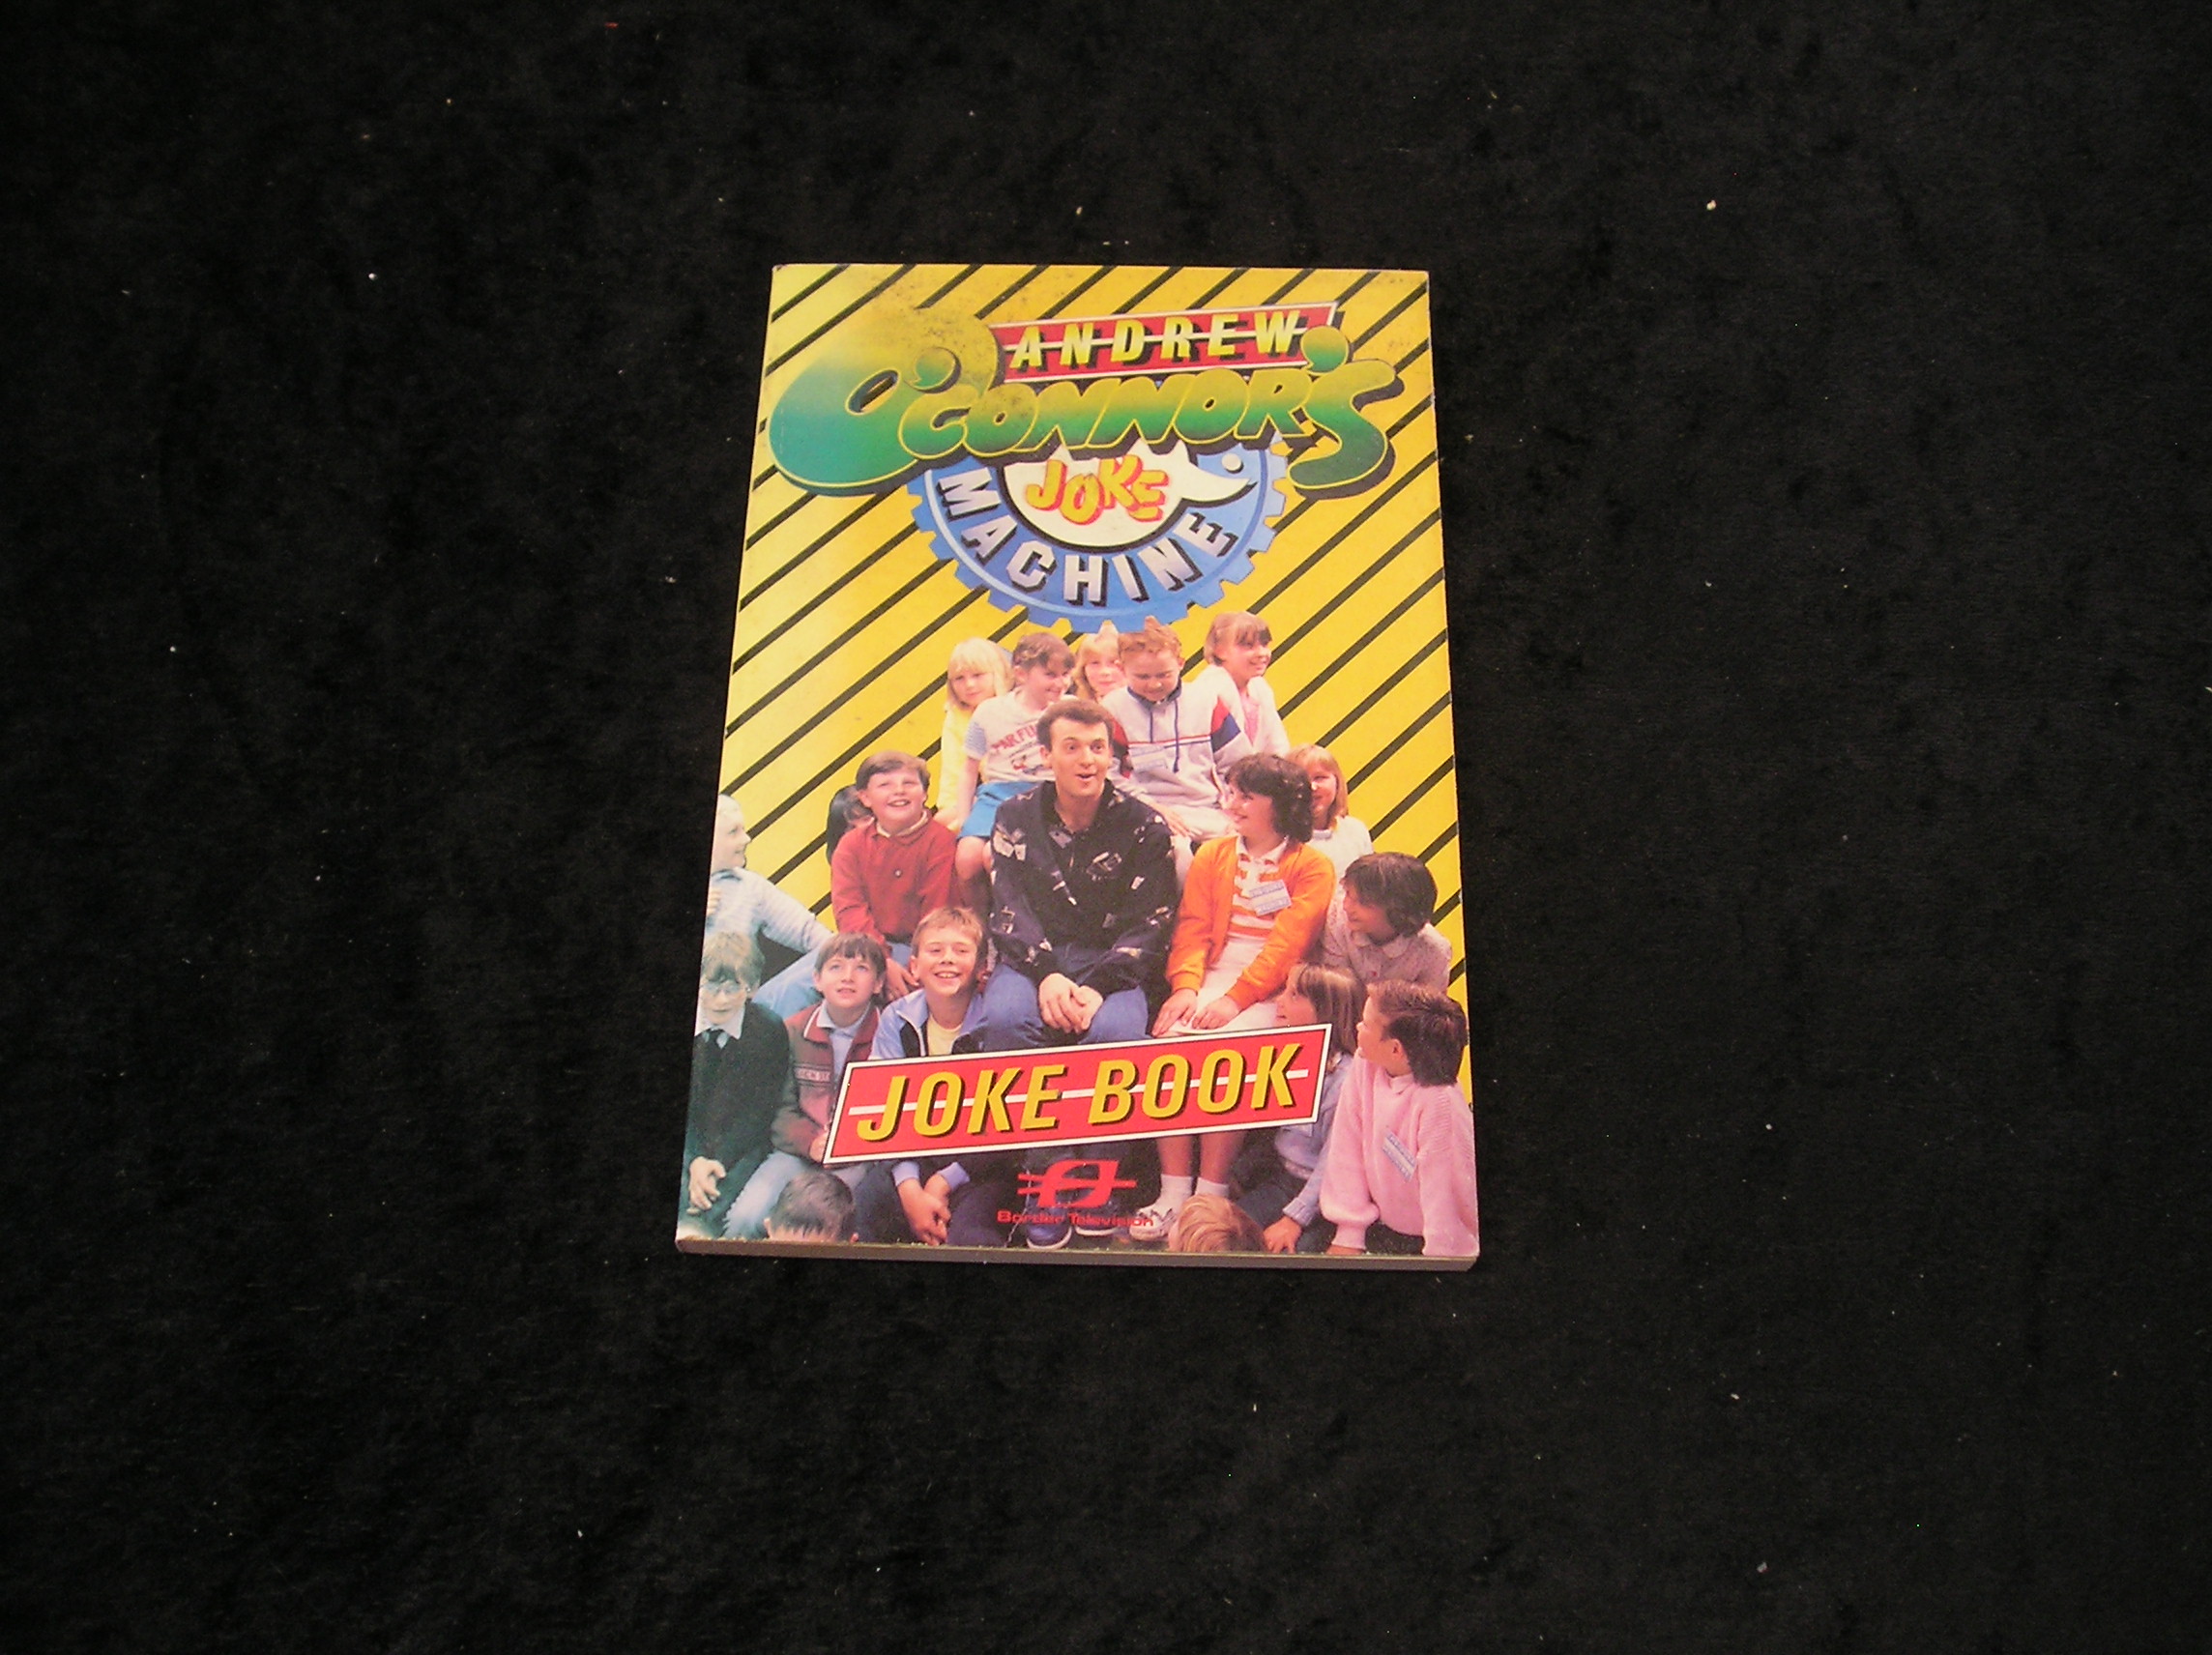 ANDREW
O'CONNOR'S
JOKE
MACHINE
JOKE BOOK
Border Television